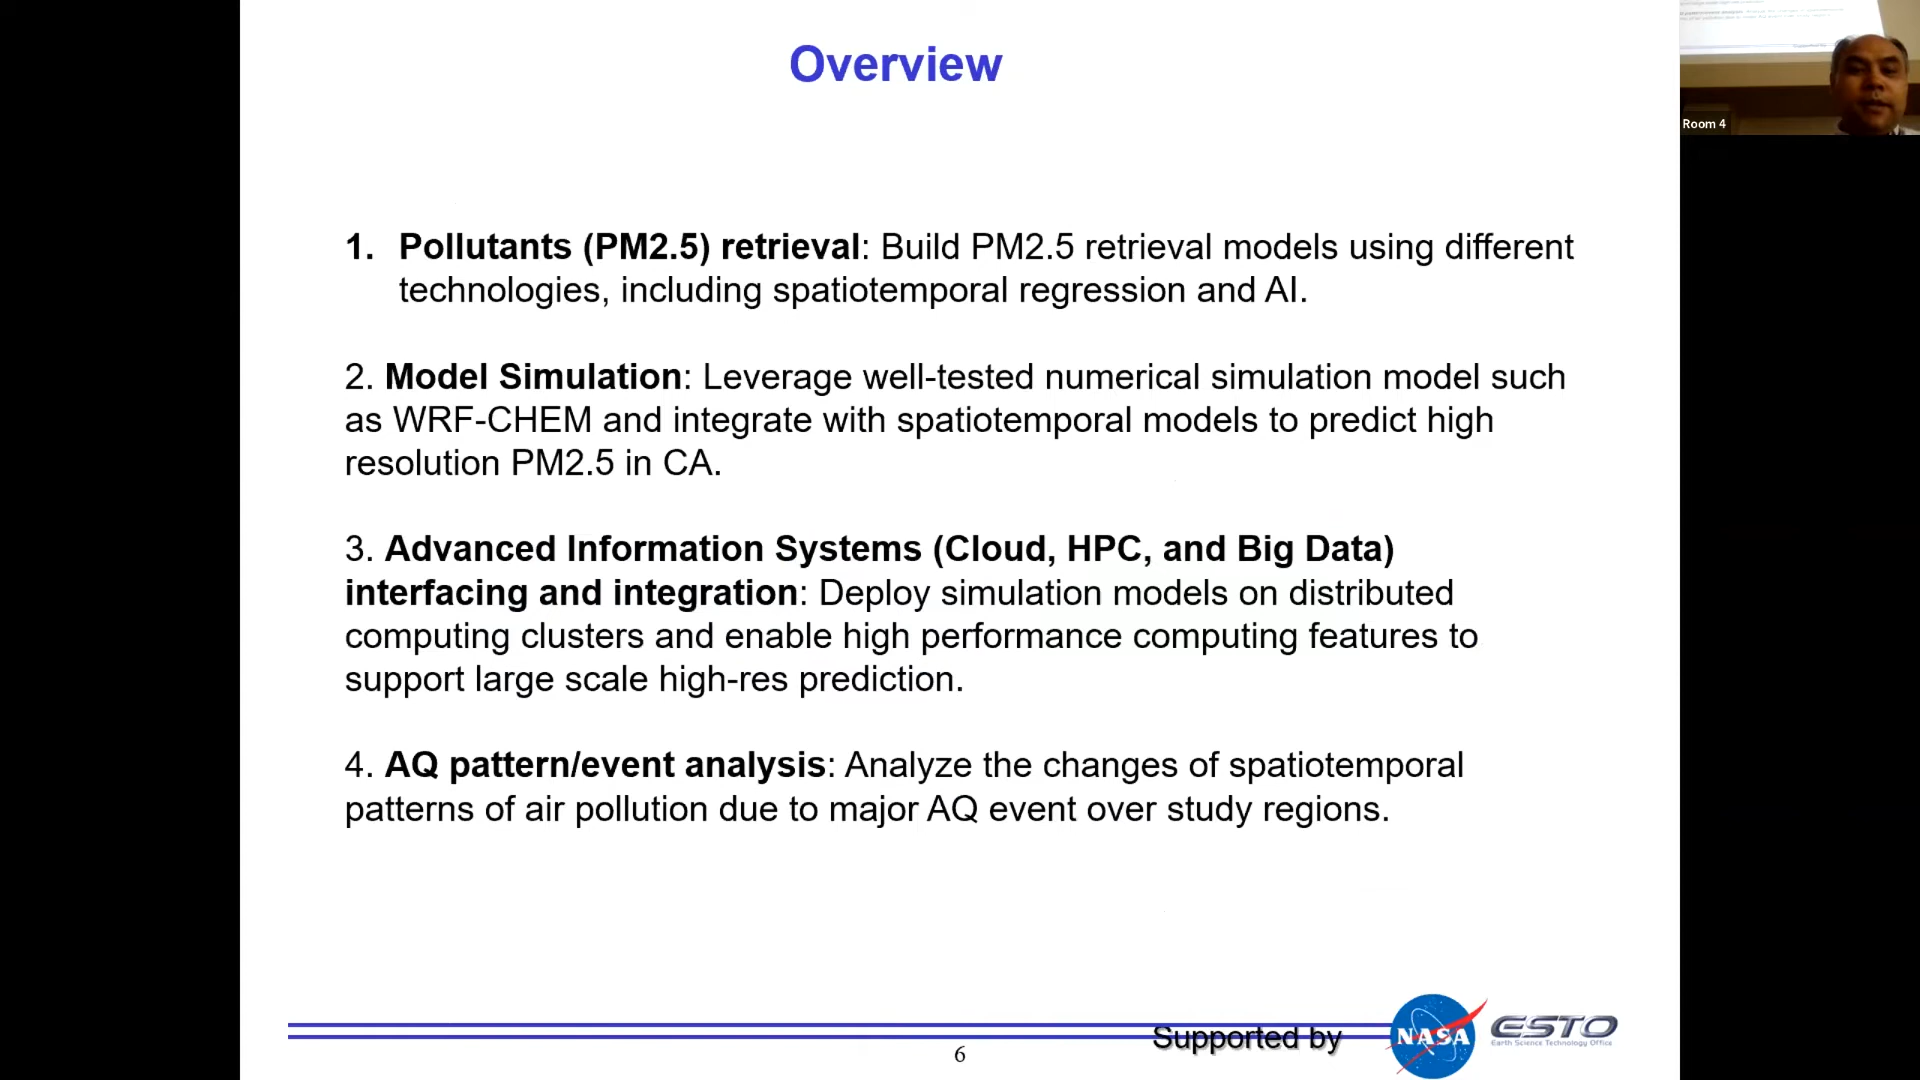 Overview
Room 4
1. Pollutants (PM2.5) retrieval: Build PM2.5 retrieval models using different
technologies, including spatiotemporal regression and AI.
2. Model Simulation: Leverage well-tested numerical simulation model such
as WRF-CHEM and integrate with spatiotemporal models to predict high
resolution PM2.5 in CA.
3. Advanced Information Systems (Cloud, HPC, and Big Data)
interfacing and integration: Deploy simulation models on distributed
computing clusters and enable high performance computing features to
support large scale high-res prediction.
4. AQ pattern/event analysis: Analyze the changes of spatiotemporal
patterns of air pollution due to major AQ event over study regions.
Supported by
NASA
ESTO
Earth Science Technology Office
6